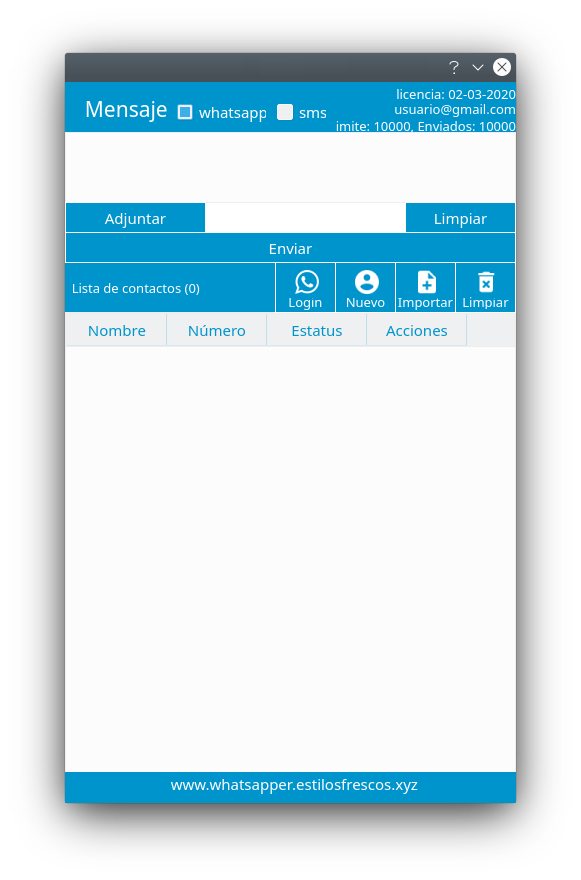 ?
Mensaje whatsapp sms
licencia: 02-03-2020
usuario@gmail.com
imite: 10000, Enviados: 10000
Adjuntar Limpiar
Enviar
Lista de contactos (0) Login Nuevo Importar Limpiar
Nombre Número Estatus Acciones
www.whatsapper.estilosfrescos.xyz